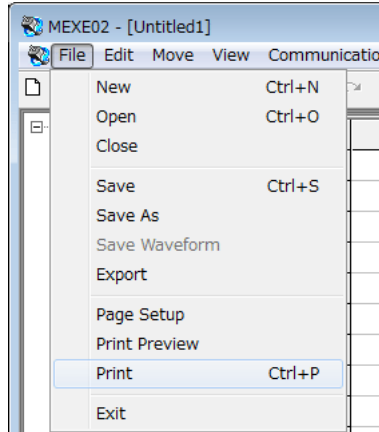 MEXE02 - [Untitled1]
File Edit Move View Communicatio
New Ctrl+N
Open Ctrl+O
Close
Save Ctrl+S
Save As
Save Waveform
Export
Page Setup
Print Preview
Print Ctrl+P
Exit